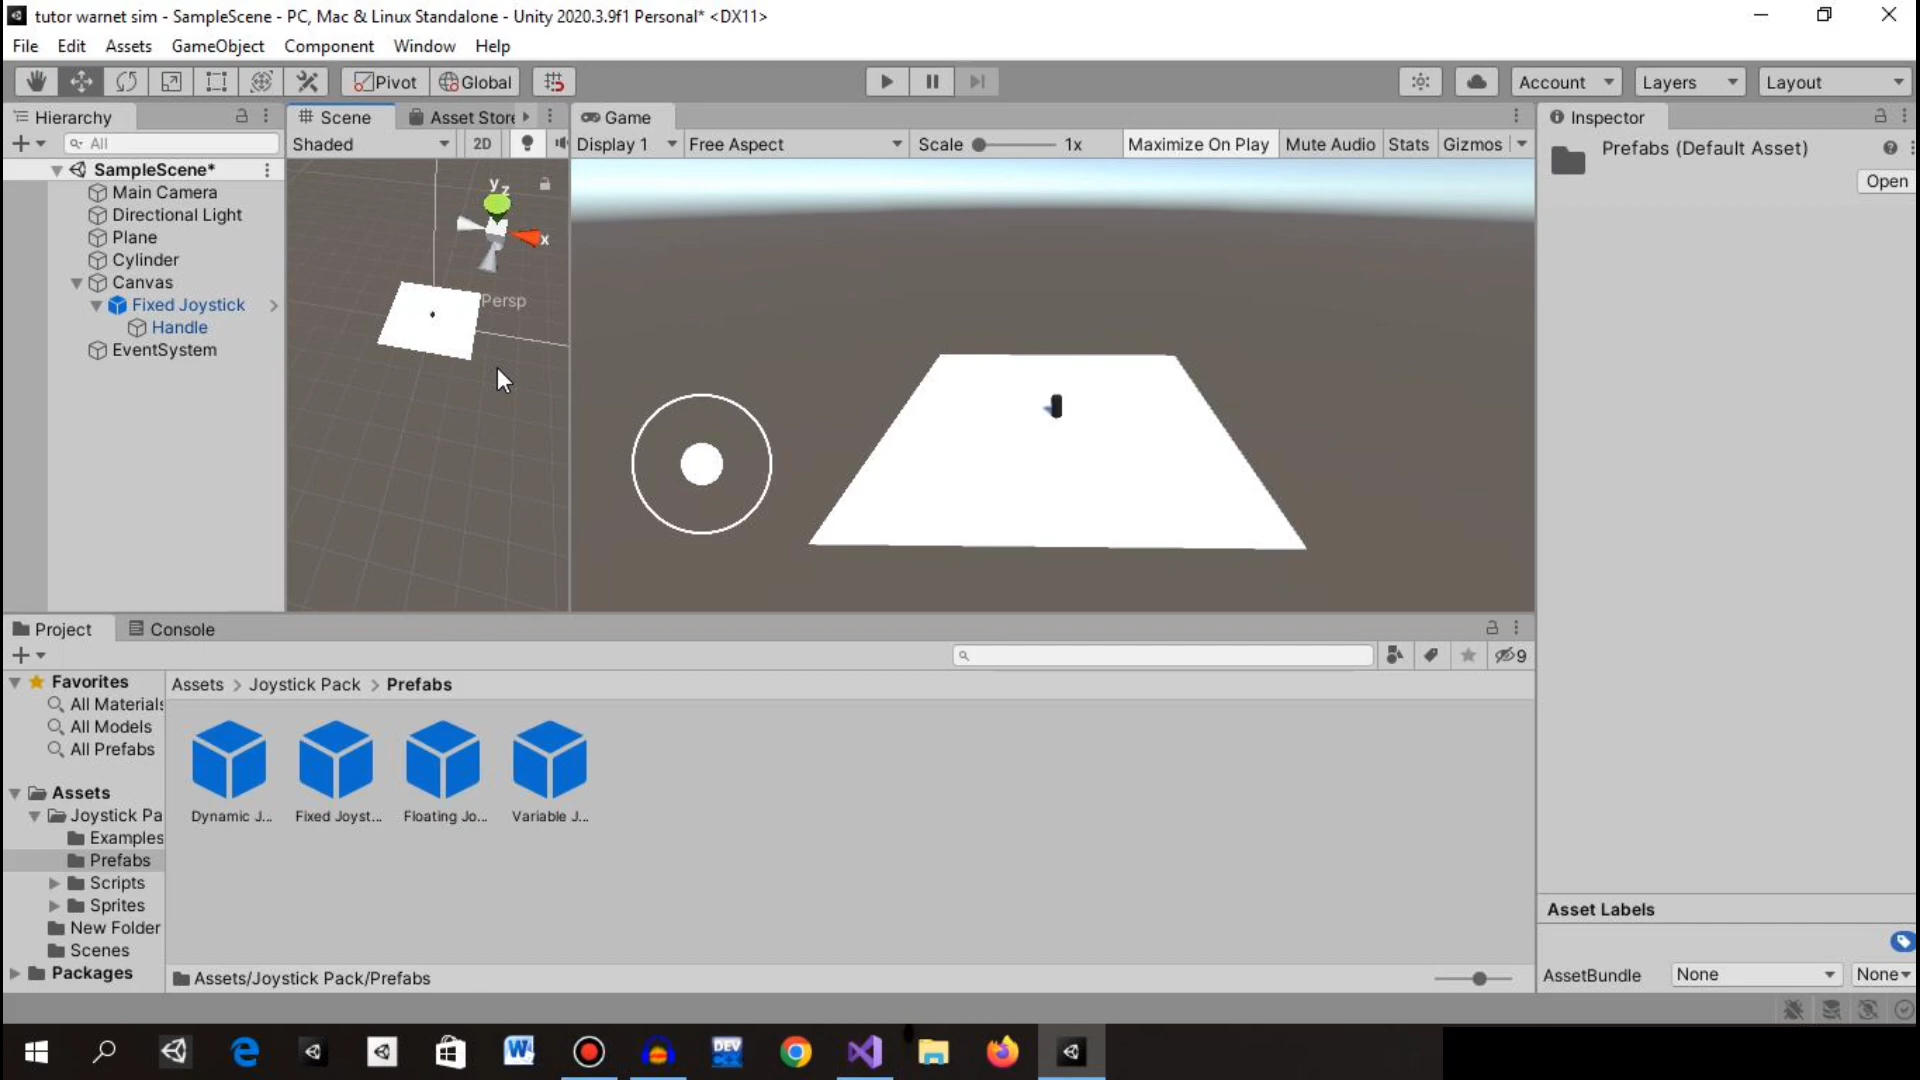 tutor warnet sim - SampleScene - PC, Mac & Linux Standalone - Unity 2020.3.9f1 Personal* <DX11>
File Edit Assets GameObject Component Window Help
Pivot Global Account Layers Layout
Hierarchy Scene Asset Store Game Inspector
All Shaded 2D Display 1 Free Aspect Scale 1x Maximize On Play Mute Audio Stats Gizmos Prefabs (Default Asset)
Open
SampleScene*
Main Camera
Directional Light
Plane
Cylinder
Canvas
Fixed Joystick
Handle
EventSystem
y z
x
Persp
Project Console
9
Favorites
All Materials
All Models
All Prefabs
Assets
Joystick Pa
Examples
Prefabs
Scripts
Sprites
New Folder
Scenes
Packages
Assets > Joystick Pack > Prefabs
Dynamic J... Fixed Joyst... Floating Jo... Variable J...
Assets/Joystick Pack/Prefabs
Asset Labels
AssetBundle None None
W DEV